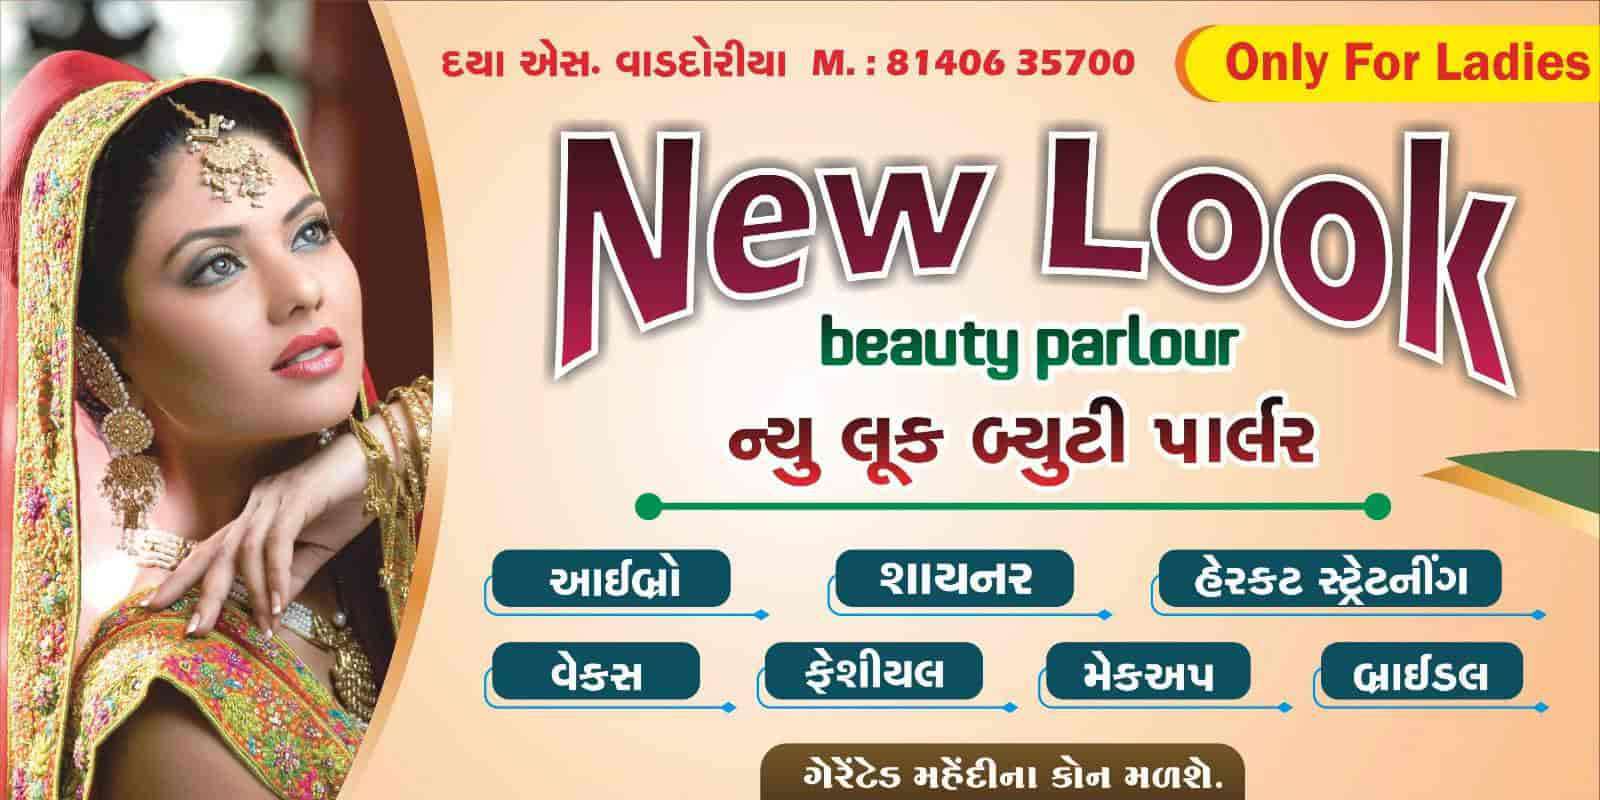 દયા એસ. વાડદોરીયા M. : 81406 35700
Only For Ladies
New Look
beauty parlour
ન્યુ લૂક બ્યુટી પાર્લર
આઈબ્રો
શાયનર
હેરકટ સ્ટ્રેટનીંગ
વેકસ
ફેશીયલ
મેકઅપ
બ્રાઈડલ
ગેરેંટેડ મહેંદીના કોન મળશે.